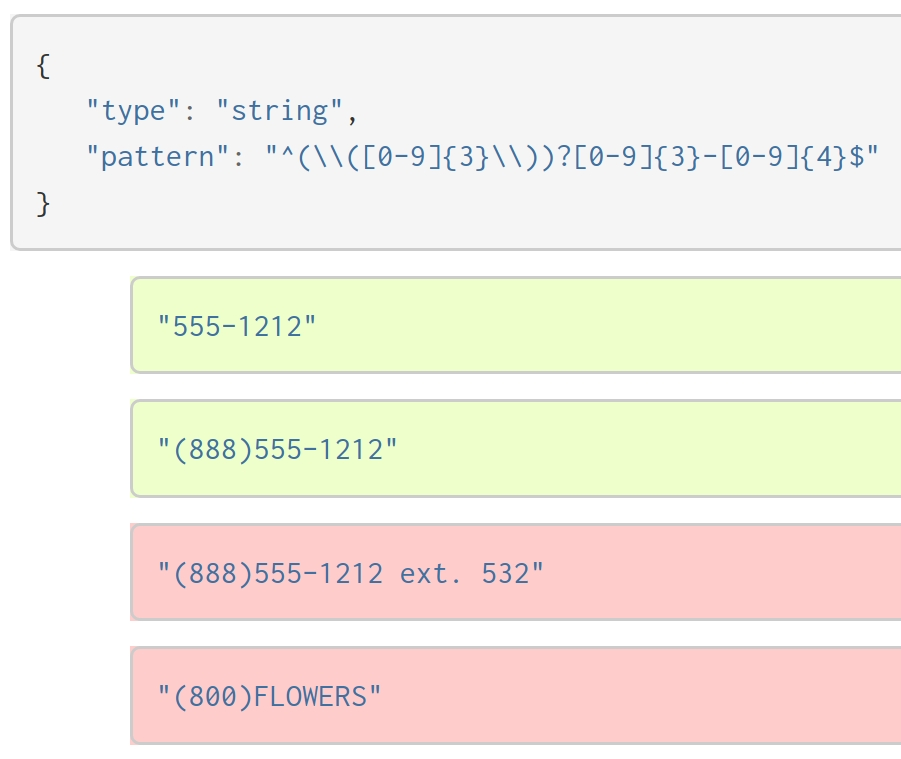 {
"type": "string",
"pattern": "^(\\([0-9]{3}\\))?[0-9]{3}-[0-9]{4}$"
}
"555-1212"
"(888)555-1212"
"(888)555-1212 ext. 532"
"(800)FLOWERS"